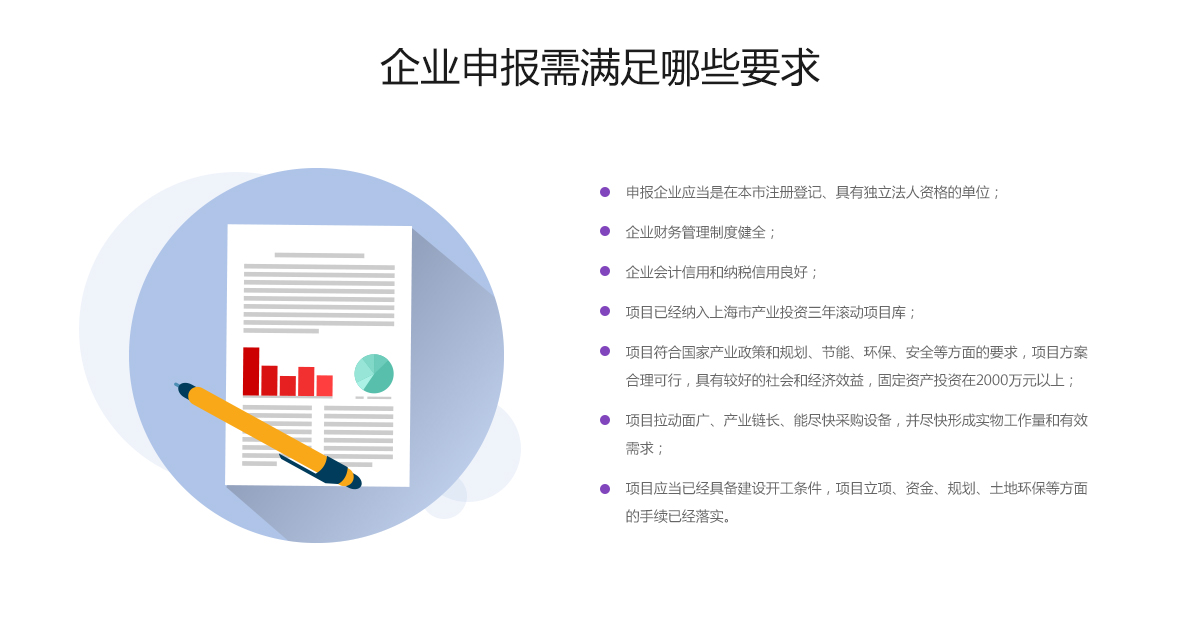 企业申报需满足哪些要求
申报企业应当是在本市注册登记、具有独立法人资格的单位；
企业财务管理制度健全；
企业会计信用和纳税信用良好；
项目已经纳入上海市产业投资三年滚动项目库；
项目符合国家产业政策和规划、节能、环保、安全等方面的要求，项目方案
合理可行，具有较好的社会和经济效益，固定资产投资在2000万元以上；
项目拉动面广、产业链长、能尽快采购设备，并尽快形成实物工作量和有效
需求；
项目应当已经具备建设开工条件，项目立项、资金、规划、土地环保等方面
的手续已经落实。